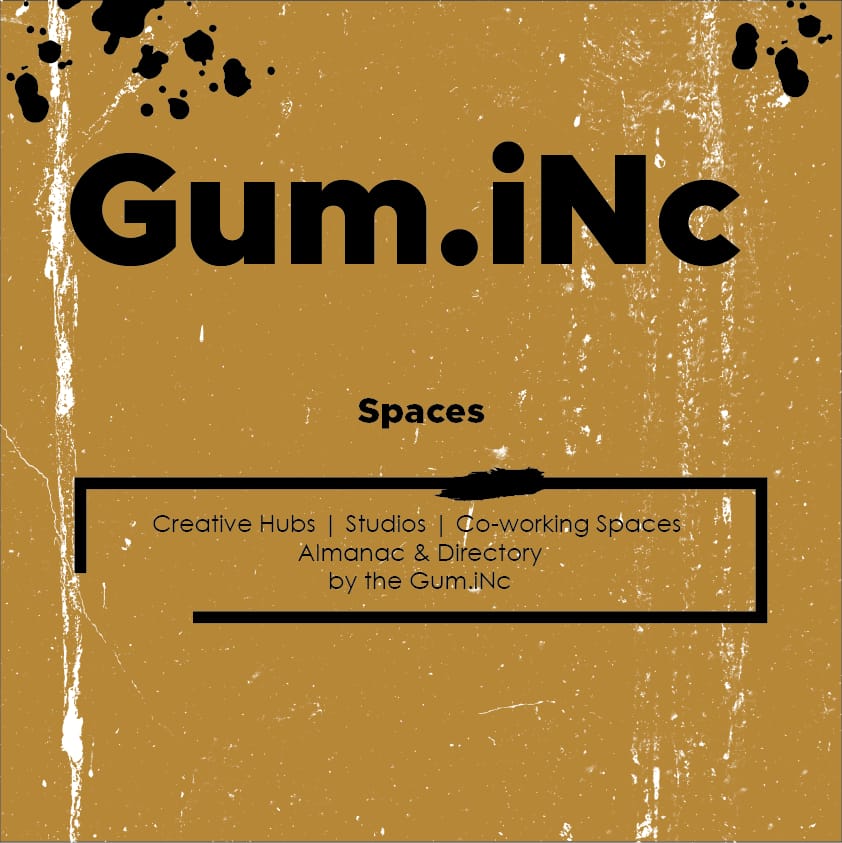 Gum.iNc
Spaces
Creative Hubs | Studios | Co-working Spaces
Almanac & Directory
by the Gum.iNc